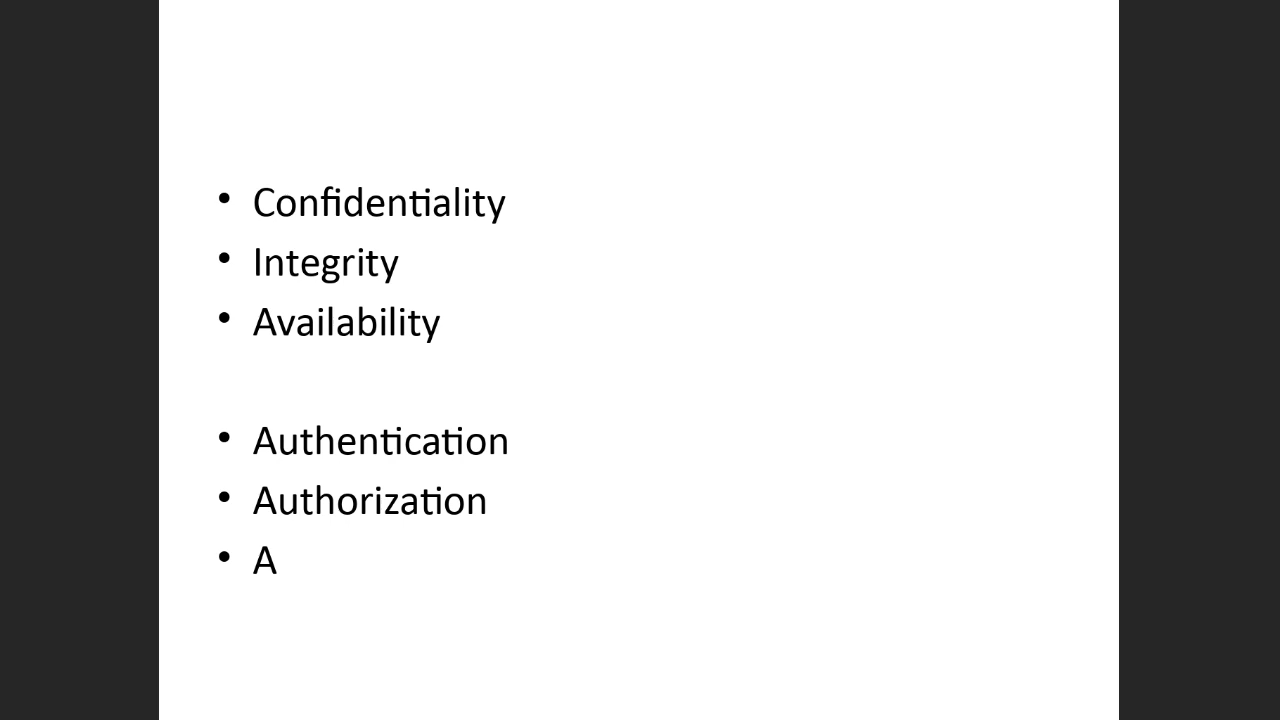 • Confidentiality
• Integrity
• Availability
• Authentication
• Authorization
• A